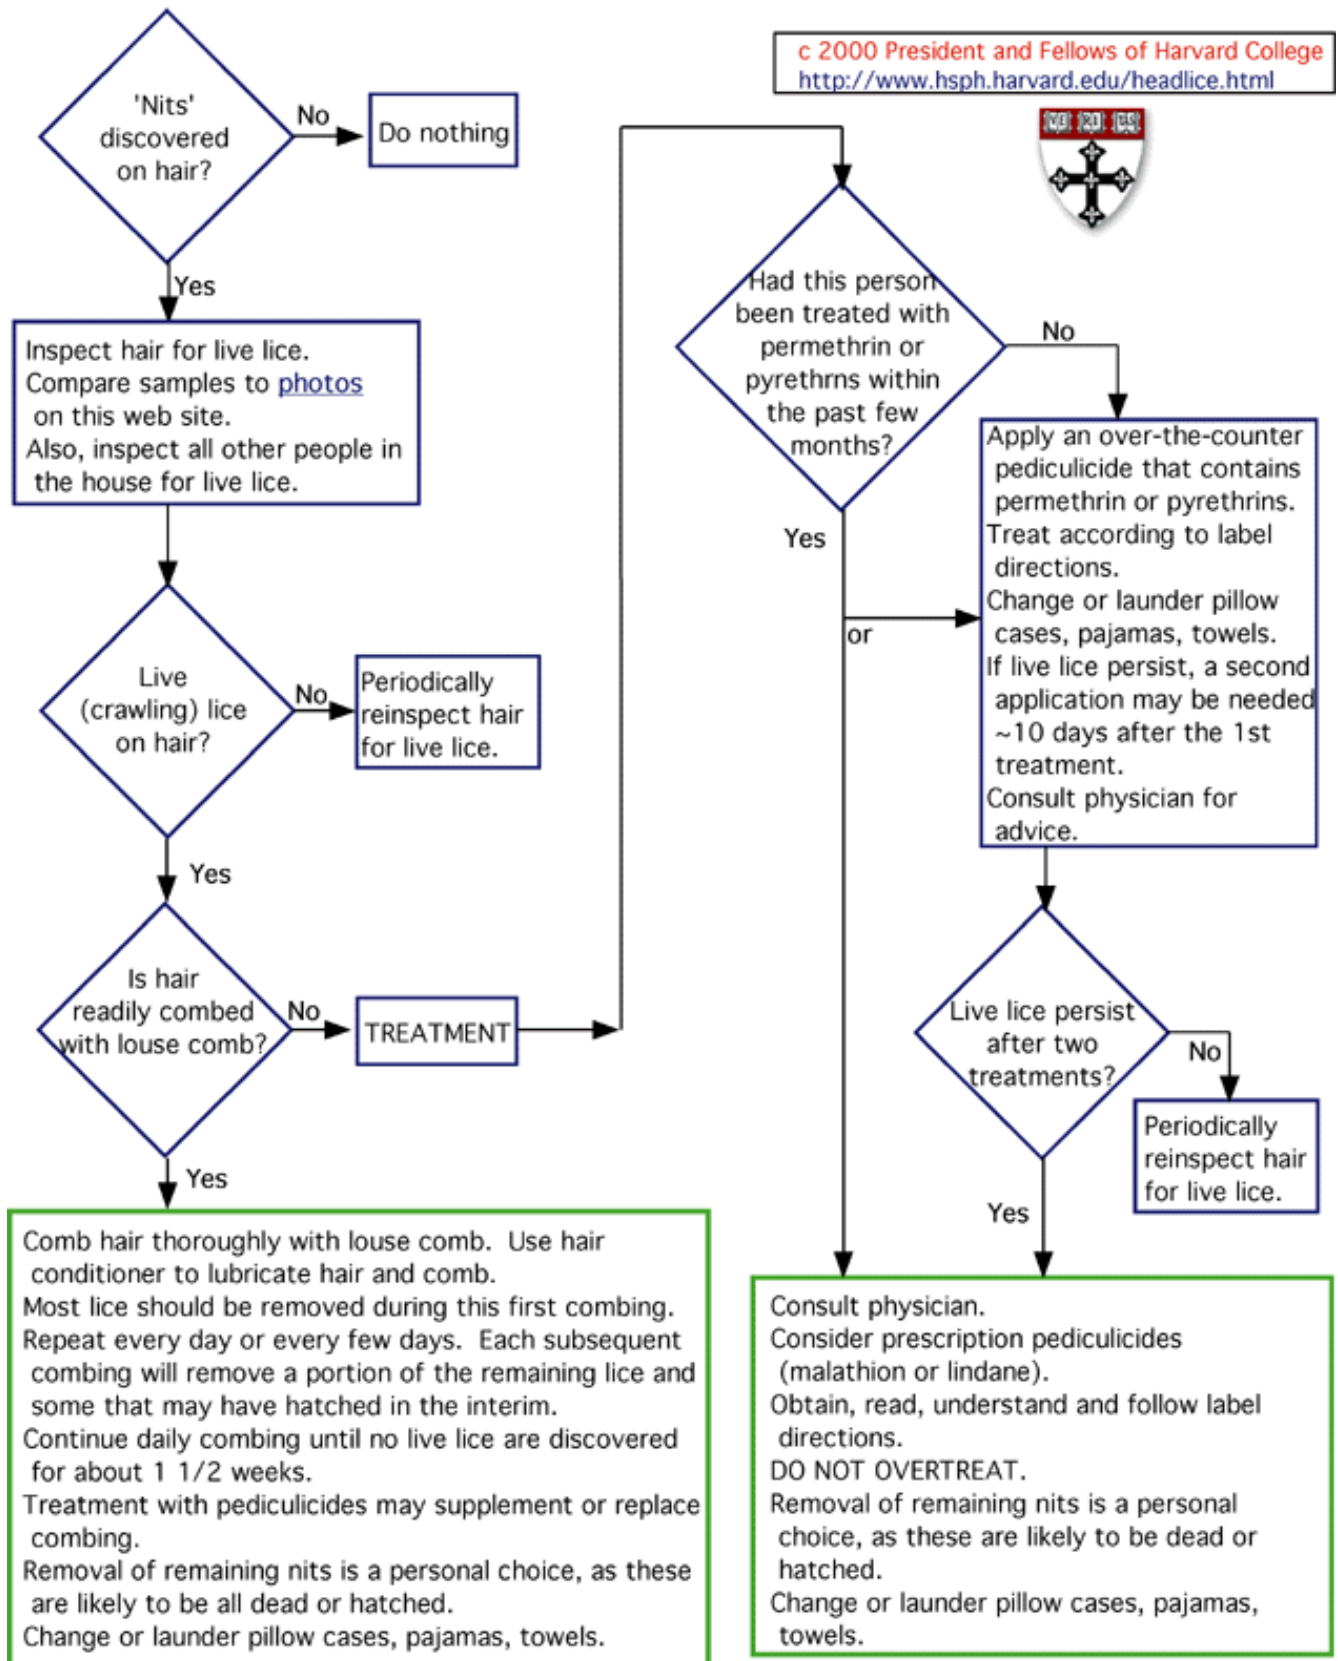 c 2000 President and Fellows of Harvard College
http://www.hsph.harvard.edu/headlice.html
VE RI TAS
'Nits'
discovered
on hair?
No
Do nothing
Yes
Inspect hair for live lice.
Compare samples to photos
on this web site.
Also, inspect all other people in
the house for live lice.
Live
(crawling) lice
on hair?
No
Periodically
reinspect hair
for live lice.
Yes
Is hair
readily combed
with louse comb?
No
TREATMENT
Yes
Comb hair thoroughly with louse comb. Use hair
conditioner to lubricate hair and comb.
Most lice should be removed during this first combing.
Repeat every day or every few days. Each subsequent
combing will remove a portion of the remaining lice and
some that may have hatched in the interim.
Continue daily combing until no live lice are discovered
for about 1 1/2 weeks.
Treatment with pediculicides may supplement or replace
combing.
Removal of remaining nits is a personal choice, as these
are likely to be all dead or hatched.
Change or launder pillow cases, pajamas, towels.
Had this person
been treated with
permethrin or
pyrethrns within
the past few
months?
No
Apply an over-the-counter
pediculicide that contains
permethrin or pyrethrins.
Treat according to label
directions.
Change or launder pillow
cases, pajamas, towels.
If live lice persist, a second
application may be needed
~10 days after the 1st
treatment.
Consult physician for
advice.
Yes
or
Live lice persist
after two
treatments?
No
Periodically
reinspect hair
for live lice.
Yes
Consult physician.
Consider prescription pediculicides
(malathion or lindane).
Obtain, read, understand and follow label
directions.
DO NOT OVERTREAT.
Removal of remaining nits is a personal
choice, as these are likely to be dead or
hatched.
Change or launder pillow cases, pajamas,
towels.